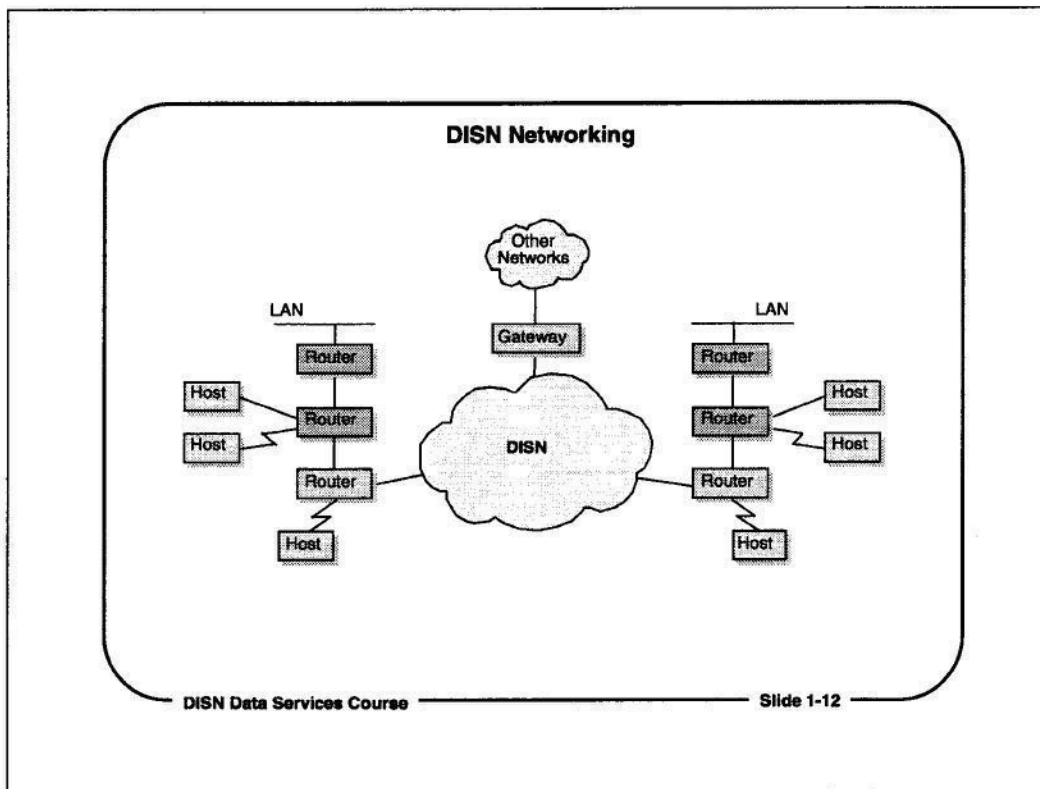 DISN Networking
Other
Networks
LAN
LAN
Gateway
Router
Router
Host
Host
Router
Router
Host
Host
DISN
Router
Router
Host
Host
DISN Data Services Course
Slide 1-12